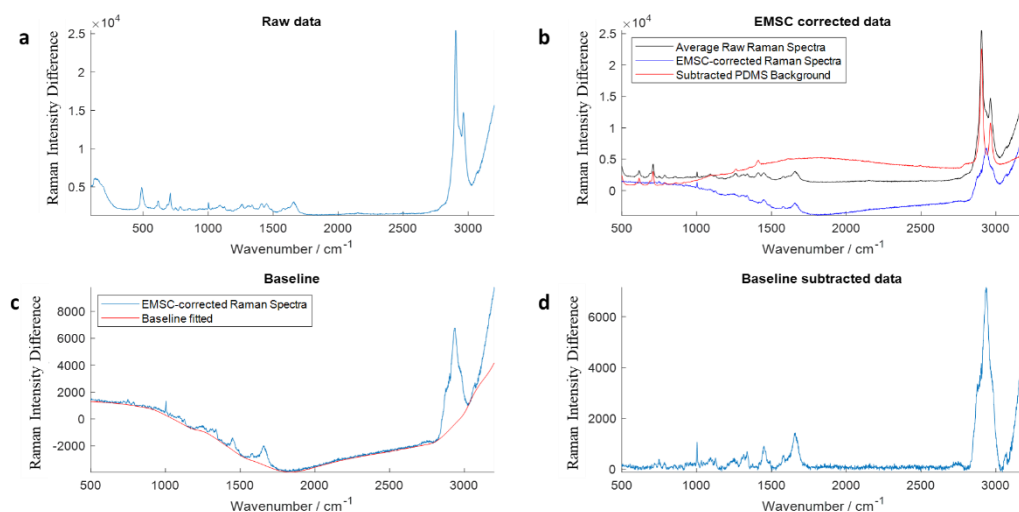 a
Raw data
×10⁴
2.5
2
1.5
1
0.5
500 1000 1500 2000 2500 3000
Wavenumber / cm⁻¹
Raman Intensity Difference
b
EMSC corrected data
×10⁴
Average Raw Raman Spectra
EMSC-corrected Raman Spectra
Subtracted PDMS Background
2.5
2
1.5
1
0.5
0
500 1000 1500 2000 2500 3000
Wavenumber / cm⁻¹
Raman Intensity Difference
c
Baseline
EMSC-corrected Raman Spectra
Baseline fitted
8000
6000
4000
2000
0
-2000
500 1000 1500 2000 2500 3000
Wavenumber / cm⁻¹
Raman Intensity Difference
d
Baseline subtracted data
6000
4000
2000
0
500 1000 1500 2000 2500 3000
Wavenumber / cm⁻¹
Raman Intensity Difference